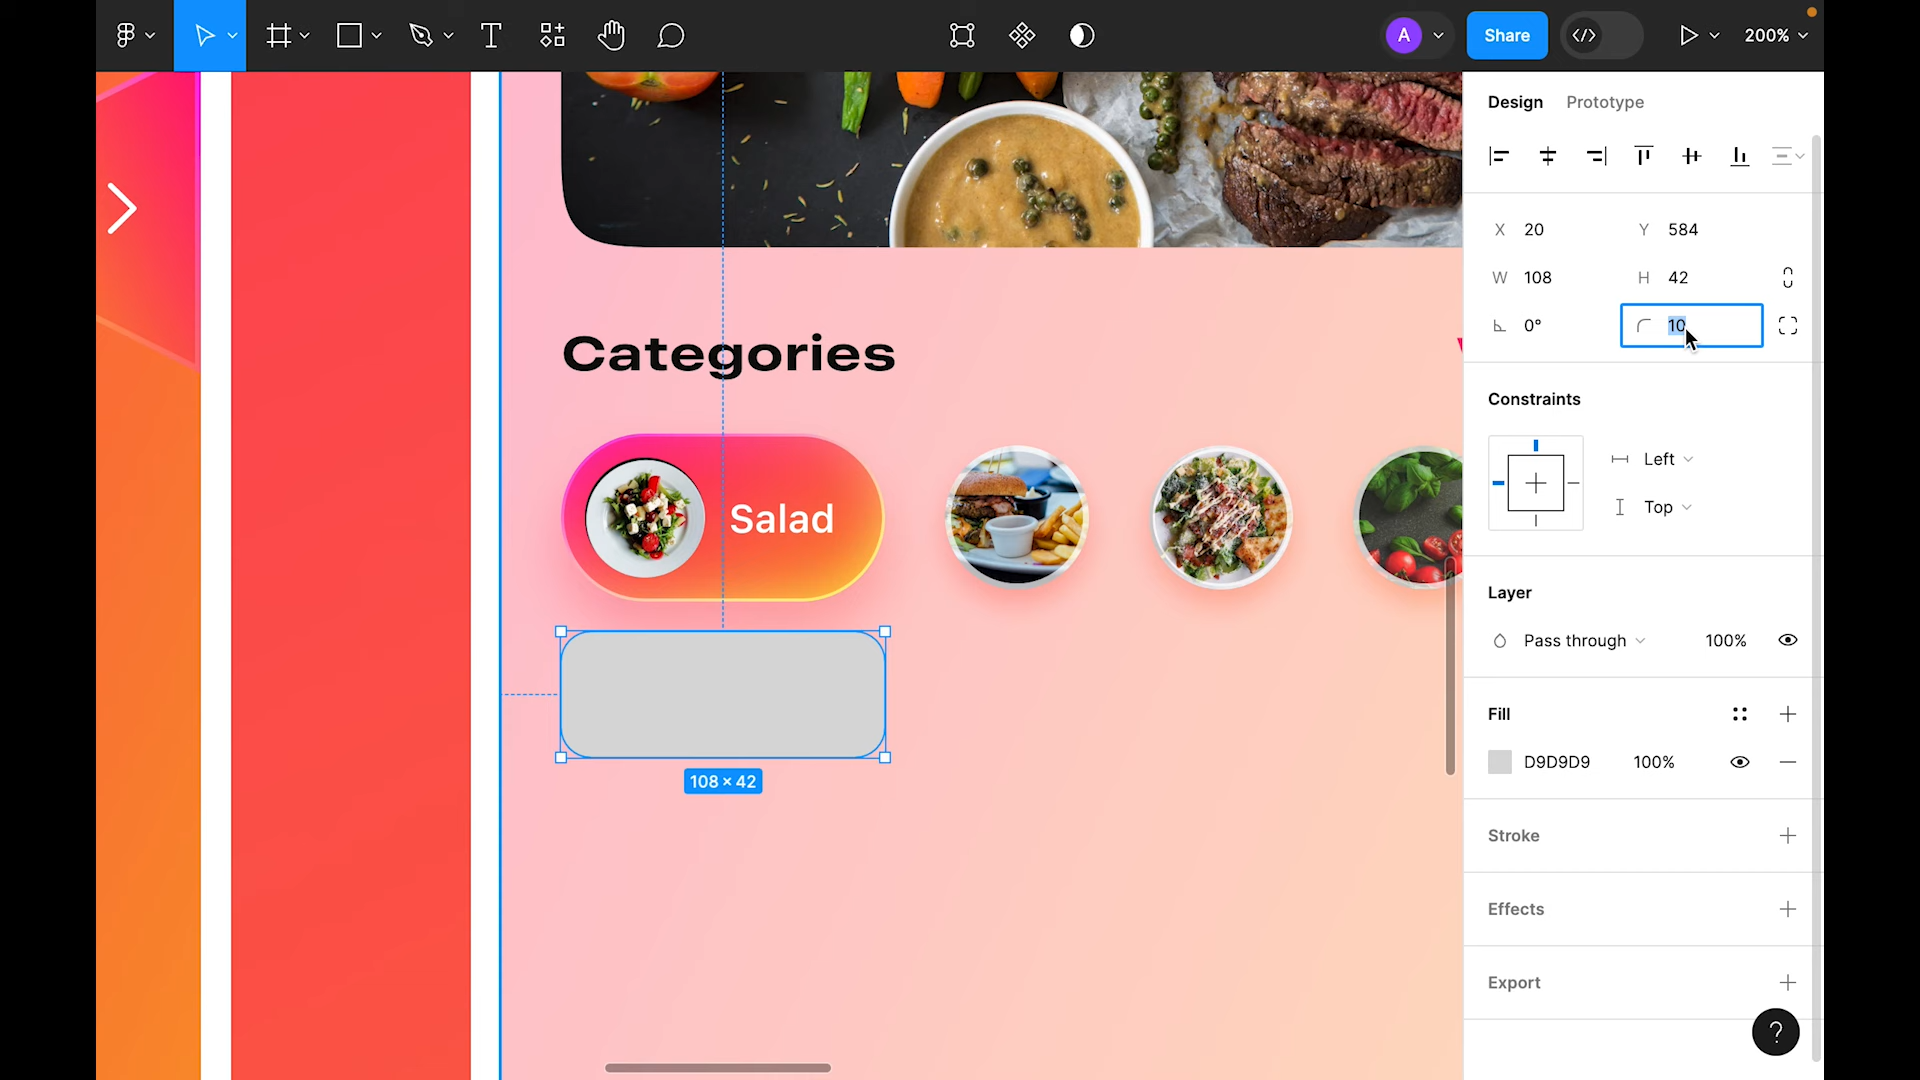 A
Share
200%
Design
Prototype
X 20
Y 584
W 108
H 42
0°
10
Constraints
Left
Top
Layer
Pass through
100%
Fill
D9D9D9
100%
Stroke
Effects
Export
?
Categories
Salad
108 × 42